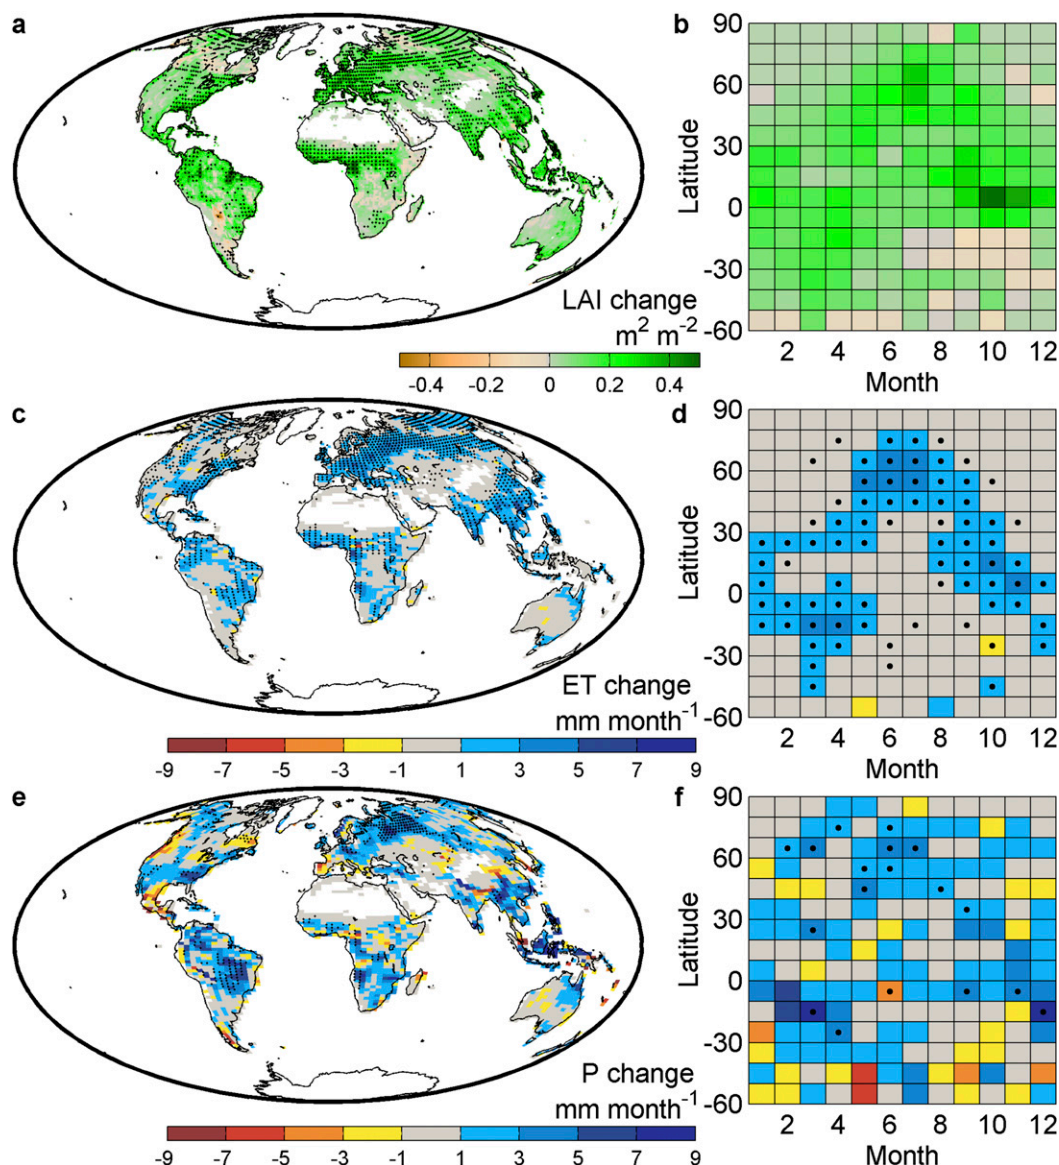 a
LAI change
m² m⁻²
-0.4 -0.2 0 0.2 0.4
b
90
60
30
0
-30
-60
Latitude
2 4 6 8 10 12
Month
c
ET change
mm month⁻¹
-9 -7 -5 -3 -1 1 3 5 7 9
d
90
60
30
0
-30
-60
Latitude
2 4 6 8 10 12
Month
e
P change
mm month⁻¹
-9 -7 -5 -3 -1 1 3 5 7 9
f
90
60
30
0
-30
-60
Latitude
2 4 6 8 10 12
Month